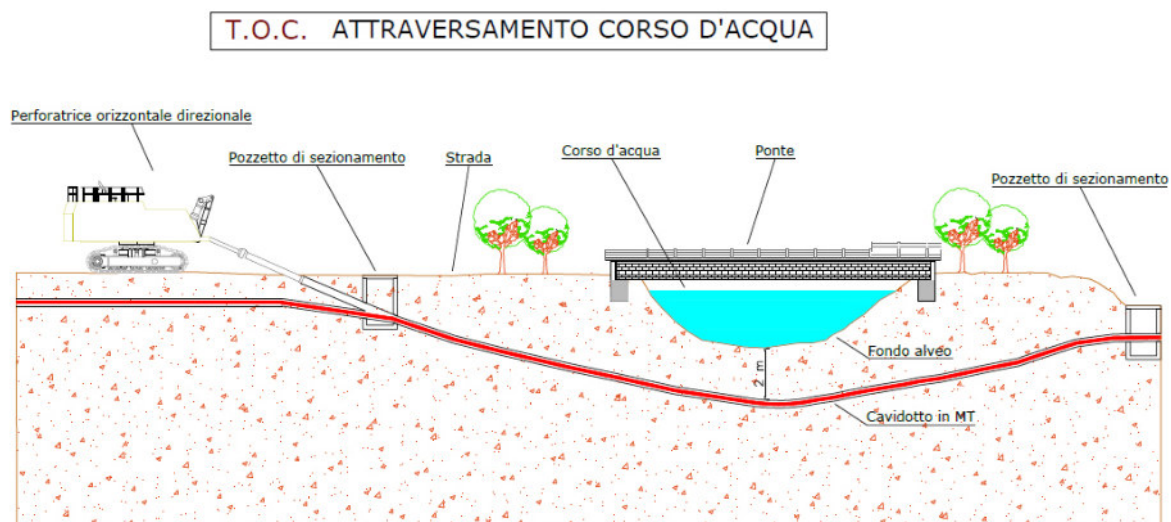 T.O.C. ATTRAVERSAMENTO CORSO D'ACQUA
Perforatrice orizzontale direzionale
Pozzetto di sezionamento
Strada
Corso d'acqua
Ponte
Pozzetto di sezionamento
Fondo alveo
2 m
Cavidotto in MT